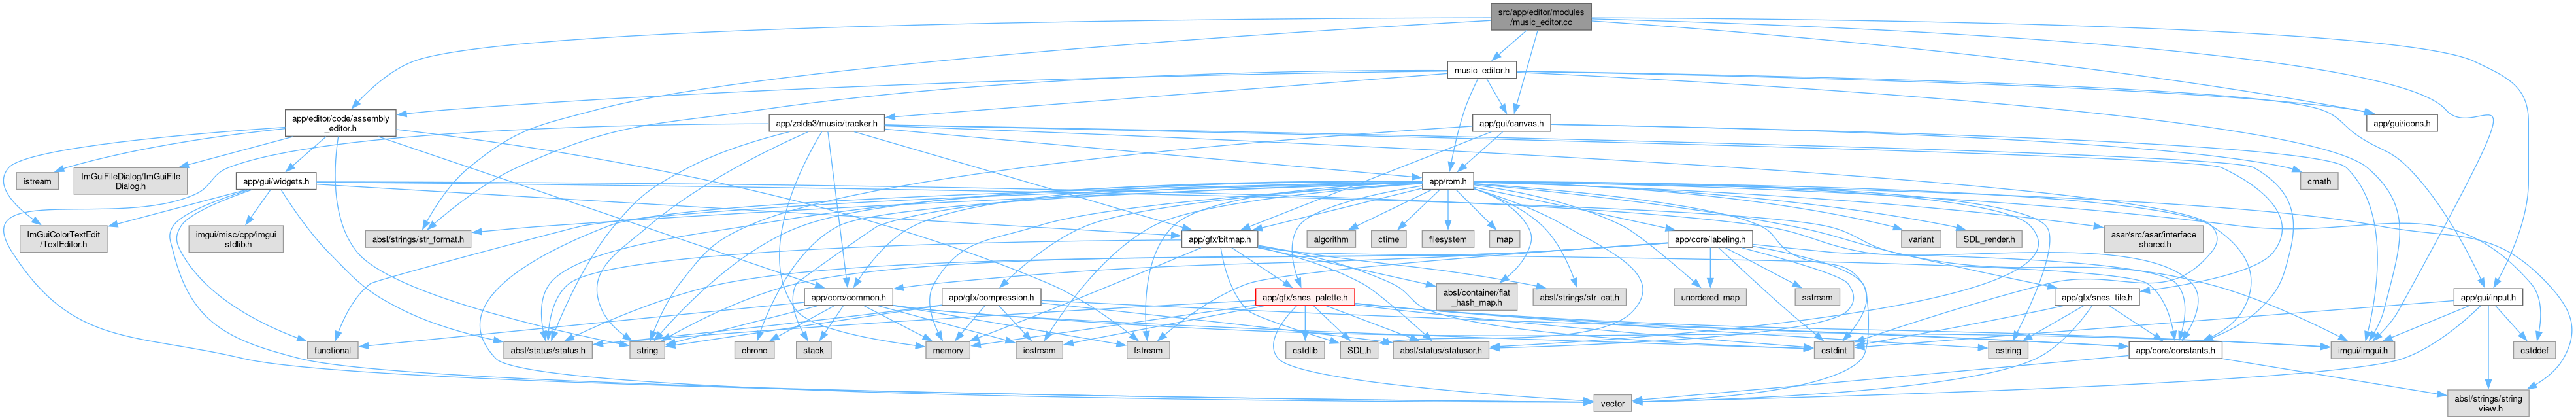 src/app/editor/modules
/music_editor.cc
music_editor.h
app/editor/code/assembly
_editor.h
app/zelda3/music/tracker.h
app/gui/canvas.h
app/gui/icons.h
istream
ImGuiFileDialog/ImGuiFile
Dialog.h
app/gui/widgets.h
app/rom.h
cmath
ImGuiColorTextEdit
/TextEditor.h
imgui/misc/cpp/imgui
_stdlib.h
absl/strings/str_format.h
app/gfx/bitmap.h
algorithm
ctime
filesystem
map
app/core/labeling.h
variant
SDL_render.h
asar/src/asar/interface
-shared.h
app/core/common.h
app/gfx/compression.h
app/gfx/snes_palette.h
absl/container/flat
_hash_map.h
absl/strings/str_cat.h
unordered_map
sstream
app/gfx/snes_tile.h
app/gui/input.h
functional
absl/status/status.h
string
chrono
stack
memory
iostream
fstream
cstdlib
SDL.h
absl/status/statusor.h
cstdint
cstring
app/core/constants.h
imgui/imgui.h
cstddef
vector
absl/strings/string
_view.h